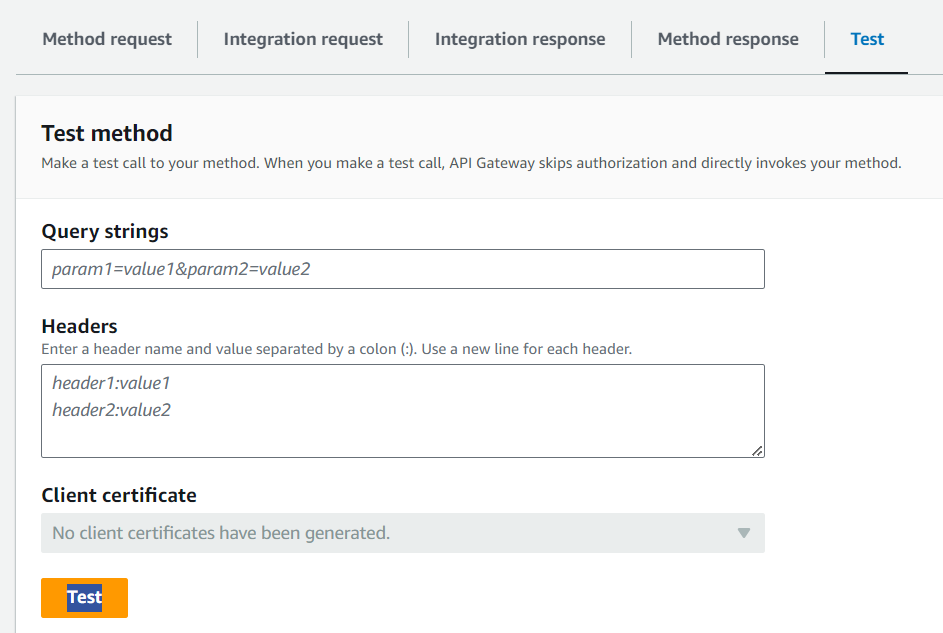 Method request
Integration request
Integration response
Method response
Test
Test method
Make a test call to your method. When you make a test call, API Gateway skips authorization and directly invokes your method.
Query strings
param1=value1&param2=value2
Headers
Enter a header name and value separated by a colon (:). Use a new line for each header.
header1:value1
header2:value2
Client certificate
No client certificates have been generated.
Test